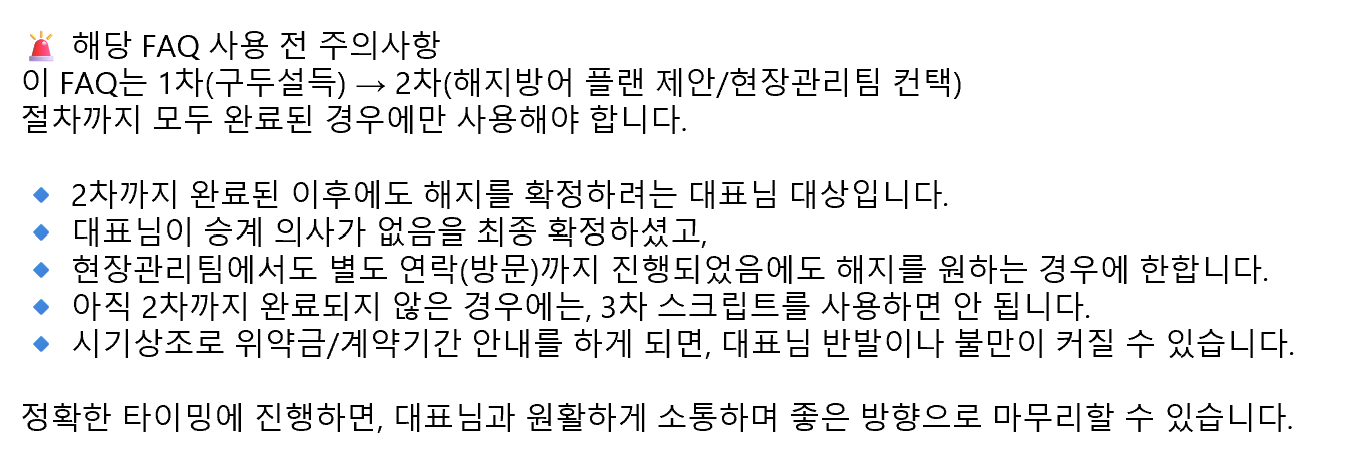 🚨 해당 FAQ 사용 전 주의사항
이 FAQ는 1차(구두설득) → 2차(해지방어 플랜 제안/현장관리팀 컨택)
절차까지 모두 완료된 경우에만 사용해야 합니다.
🔹 2차까지 완료된 이후에도 해지를 확정하려는 대표님 대상입니다.
🔹 대표님이 승계 의사가 없음을 최종 확정하셨고,
🔹 현장관리팀에서도 별도 연락(방문)까지 진행되었음에도 해지를 원하는 경우에 한합니다.
🔹 아직 2차까지 완료되지 않은 경우에는, 3차 스크립트를 사용하면 안 됩니다.
🔹 시기상조로 위약금/계약기간 안내를 하게 되면, 대표님 반발이나 불만이 커질 수 있습니다.
정확한 타이밍에 진행하면, 대표님과 원활하게 소통하며 좋은 방향으로 마무리할 수 있습니다.